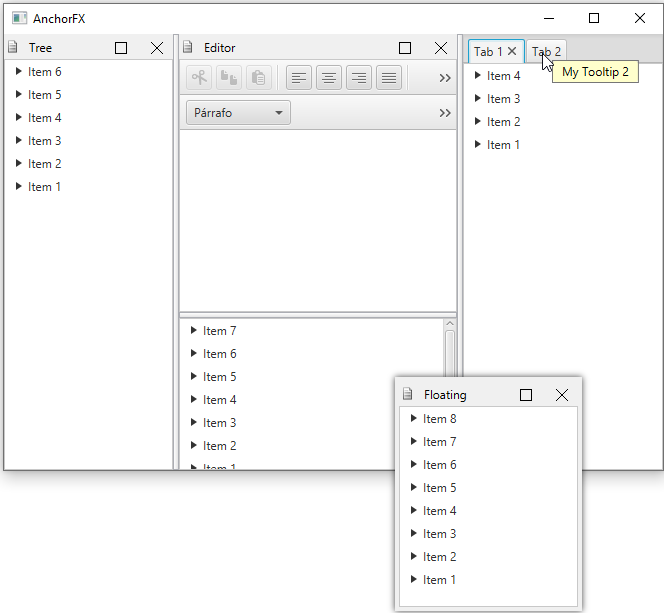 AnchorFX
Tree
Item 6
Item 5
Item 4
Item 3
Item 2
Item 1
Editor
Párrafo
Item 7
Item 6
Item 5
Item 4
Item 3
Item 2
Item 1
Tab 1
Tab 2
My Tooltip 2
Item 4
Item 3
Item 2
Item 1
Floating
Item 8
Item 7
Item 6
Item 5
Item 4
Item 3
Item 2
Item 1